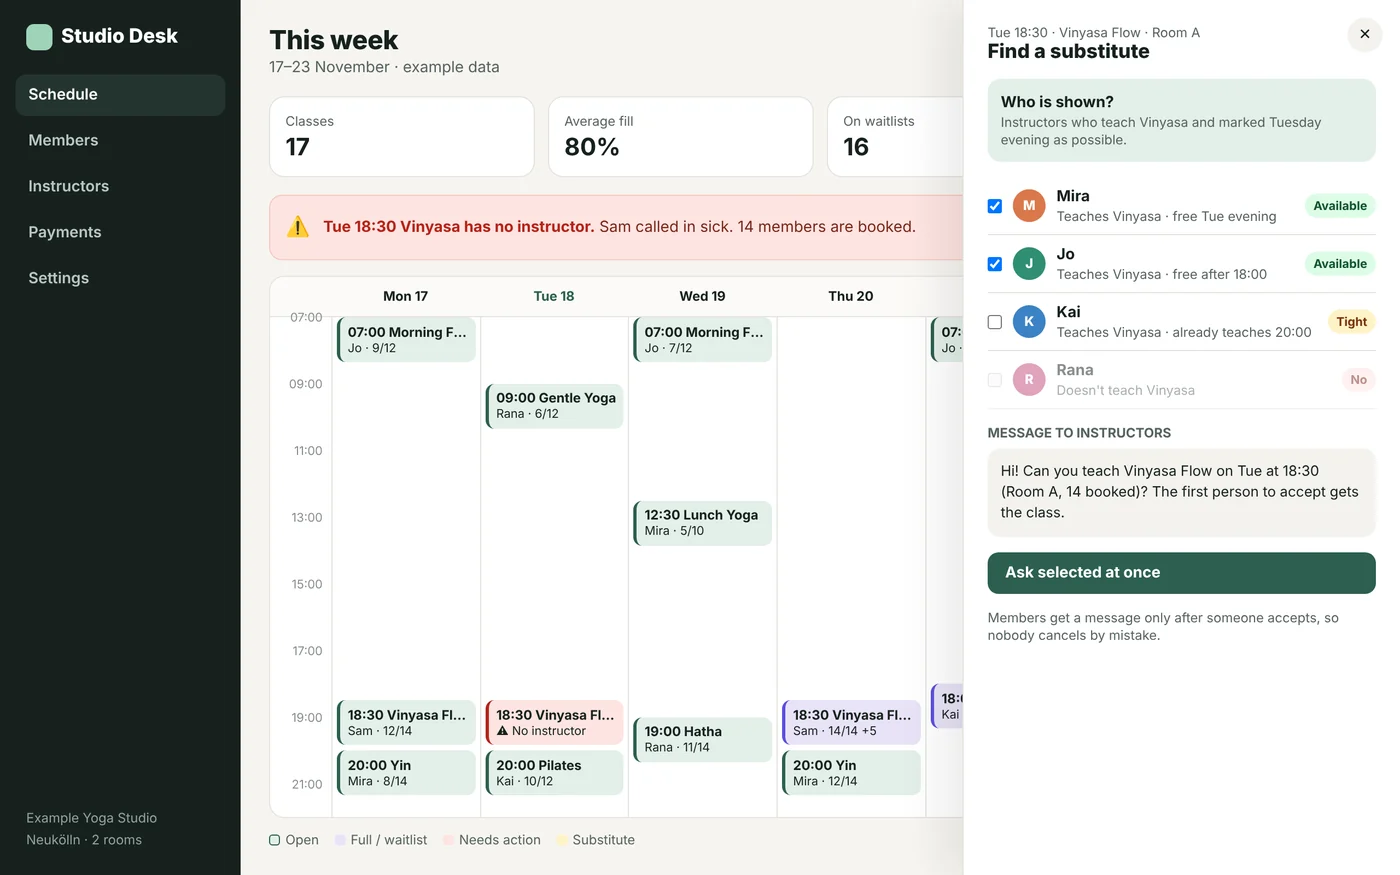 Studio Desk
Schedule
Members
Instructors
Payments
Settings
Example Yoga Studio
Neukölln · 2 rooms
This week
17–23 November · example data
Classes
17
Average fill
80%
On waitlists
16
⚠️ Tue 18:30 Vinyasa has no instructor. Sam called in sick. 14 members are booked.
Mon 17
Tue 18
Wed 19
Thu 20
07:00
09:00
11:00
13:00
15:00
17:00
19:00
21:00
07:00 Morning F…
Jo · 9/12
18:30 Vinyasa Fl…
Sam · 12/14
20:00 Yin
Mira · 8/14
09:00 Gentle Yoga
Rana · 6/12
18:30 Vinyasa Fl…
⚠ No instructor
20:00 Pilates
Kai · 10/12
07:00 Morning F…
Jo · 7/12
12:30 Lunch Yoga
Mira · 5/10
19:00 Hatha
Rana · 11/14
18:30 Vinyasa Fl…
Sam · 14/14 +5
20:00 Yin
Mira · 12/14
07:
Jo ·
18:
Kai
Open
Full / waitlist
Needs action
Substitute
Tue 18:30 · Vinyasa Flow · Room A
Find a substitute
✕
Who is shown?
Instructors who teach Vinyasa and marked Tuesday
evening as possible.
M
Mira
Teaches Vinyasa · free Tue evening
Available
J
Jo
Teaches Vinyasa · free after 18:00
Available
K
Kai
Teaches Vinyasa · already teaches 20:00
Tight
R
Rana
Doesn't teach Vinyasa
No
MESSAGE TO INSTRUCTORS
Hi! Can you teach Vinyasa Flow on Tue at 18:30
(Room A, 14 booked)? The first person to accept gets
the class.
Ask selected at once
Members get a message only after someone accepts, so
nobody cancels by mistake.